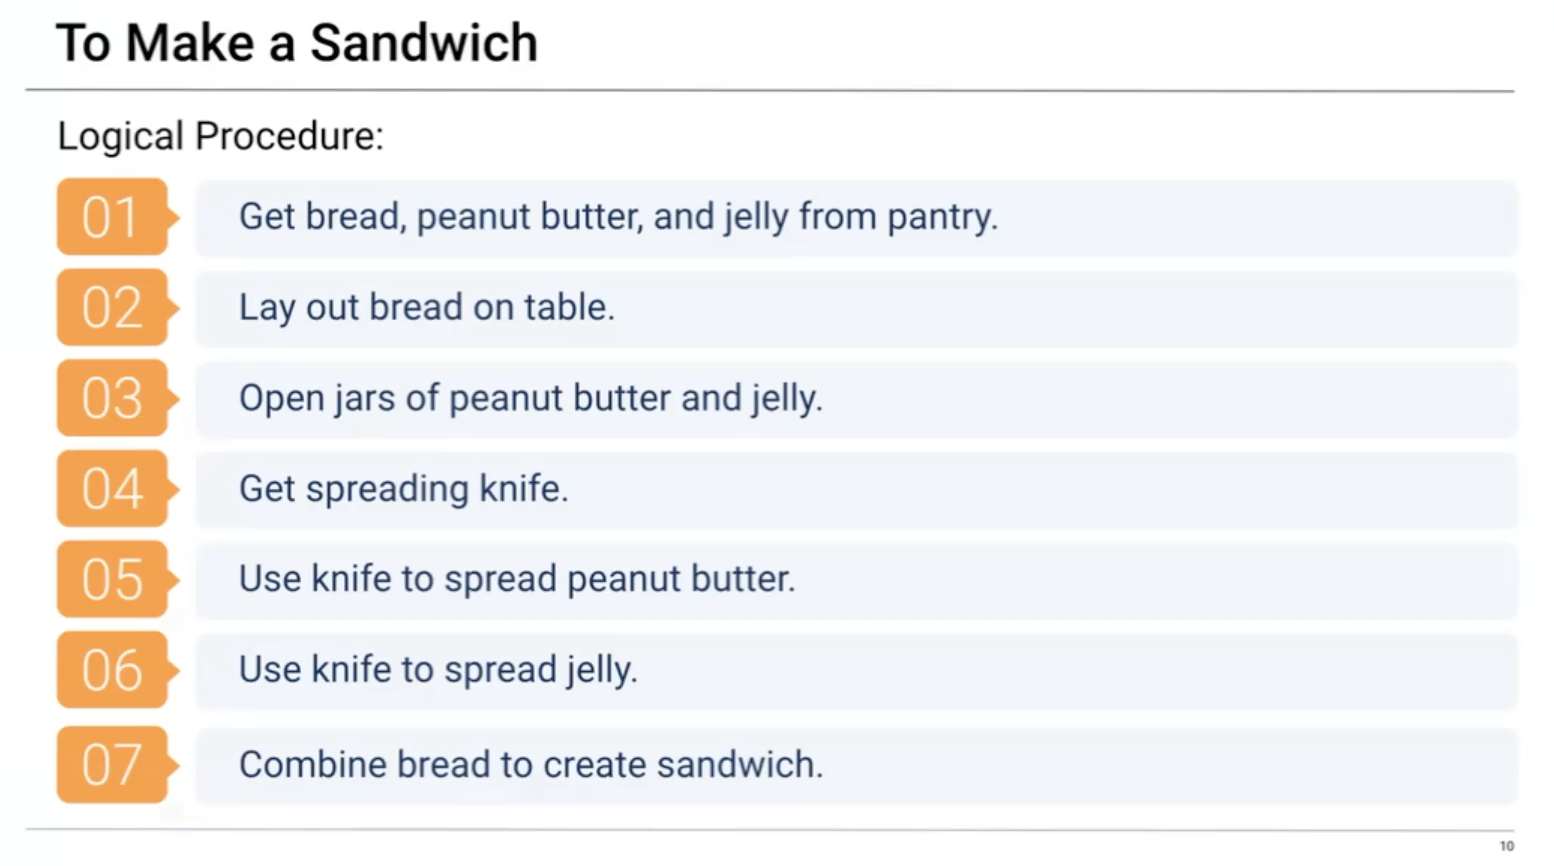 To Make a Sandwich
Logical Procedure:
01 Get bread, peanut butter, and jelly from pantry.
02 Lay out bread on table.
03 Open jars of peanut butter and jelly.
04 Get spreading knife.
05 Use knife to spread peanut butter.
06 Use knife to spread jelly.
07 Combine bread to create sandwich.
10